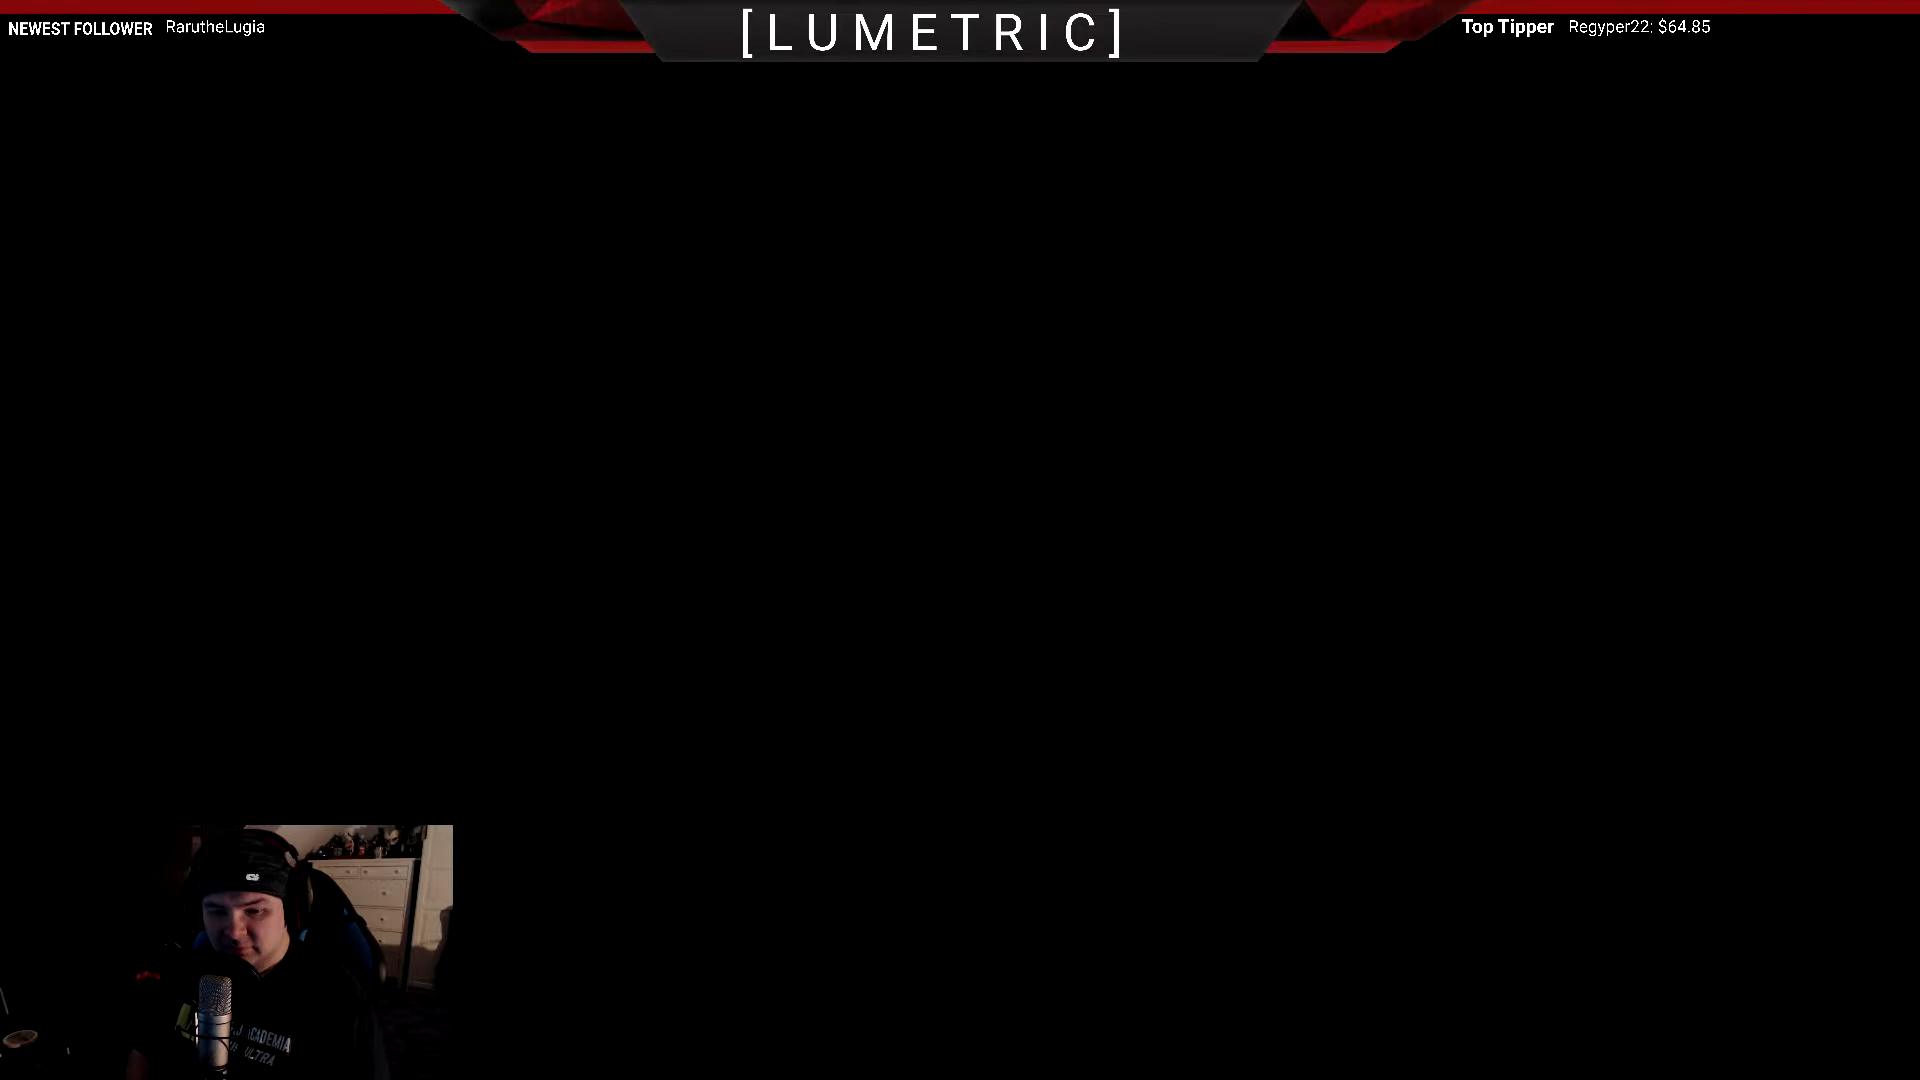 NEWEST FOLLOWER RarutheLugia
[LUMETRIC]
Top Tipper Regyper22: $64.85
ACADEMIA
ULTRA